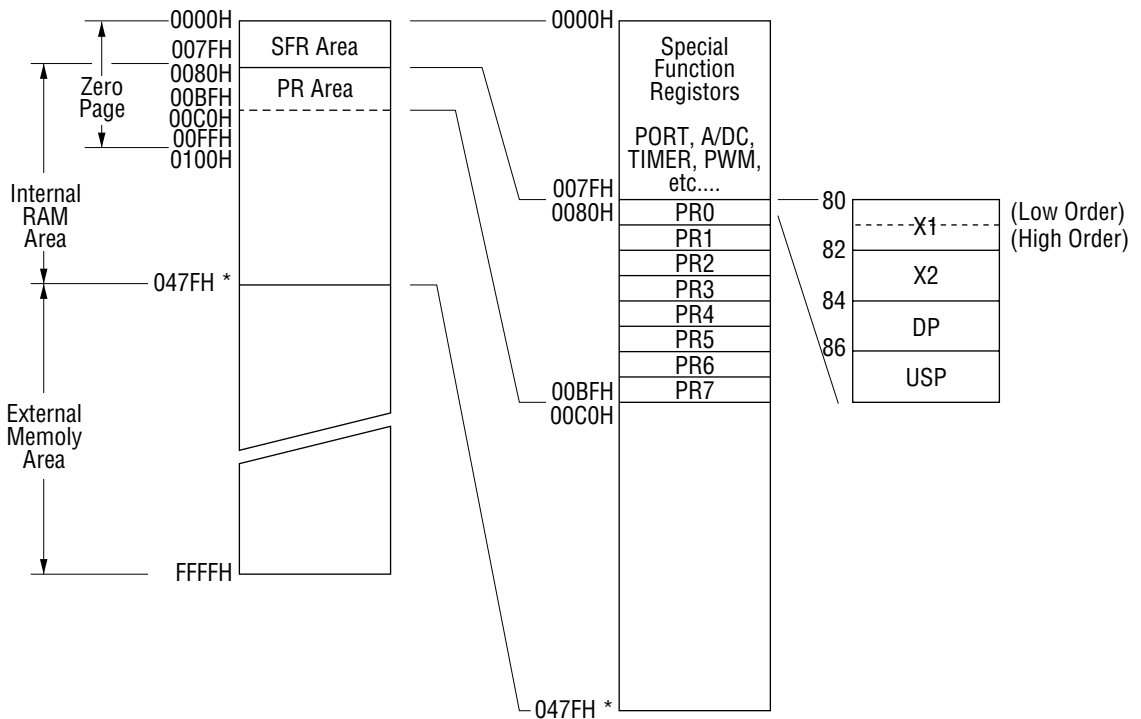 0000H
007FH
0080H
00BFH
00C0H
00FFH
0100H
047FH *
FFFFH
Zero
Page
Internal
RAM
Area
External
Memoly
Area
SFR Area
PR Area
0000H
007FH
0080H
00BFH
00C0H
047FH *
Special
Function
Registors
PORT, A/DC,
TIMER, PWM,
etc....
PR0
PR1
PR2
PR3
PR4
PR5
PR6
PR7
80
82
84
86
X1
X2
DP
USP
(Low Order)
(High Order)